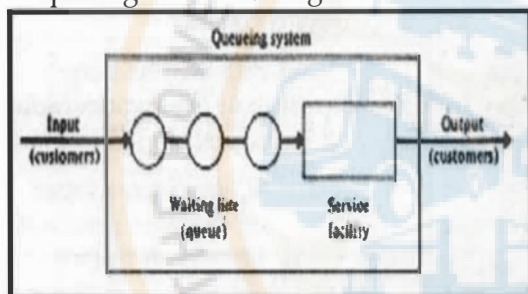 Queueing system
Input
(customers)
Output
(customers)
Waiting line
(queue)
Service
facility